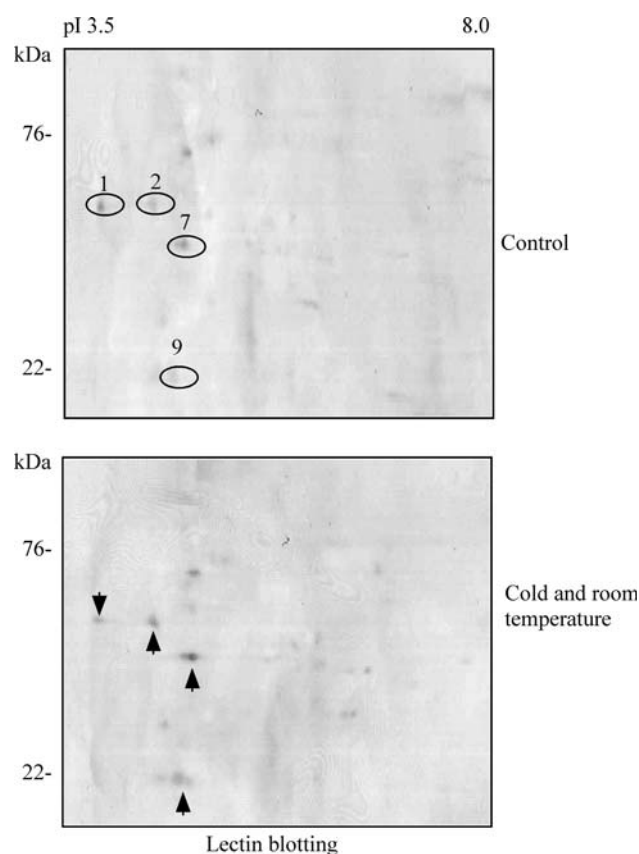 pI 3.5 8.0
kDa
76-
1 2
7
Control
9
22-
kDa
76-
Cold and room
temperature
22-
Lectin blotting